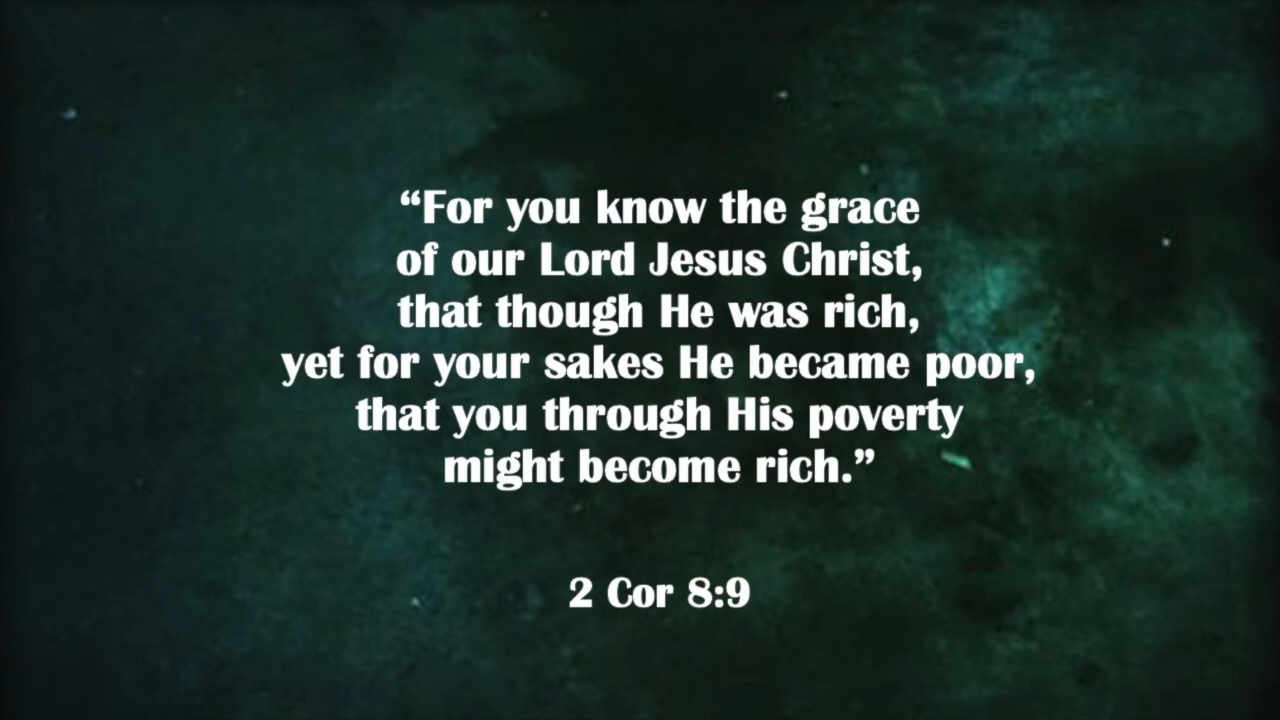 “For you know the grace
of our Lord Jesus Christ,
that though He was rich,
yet for your sakes He became poor,
that you through His poverty
might become rich.”
2 Cor 8:9